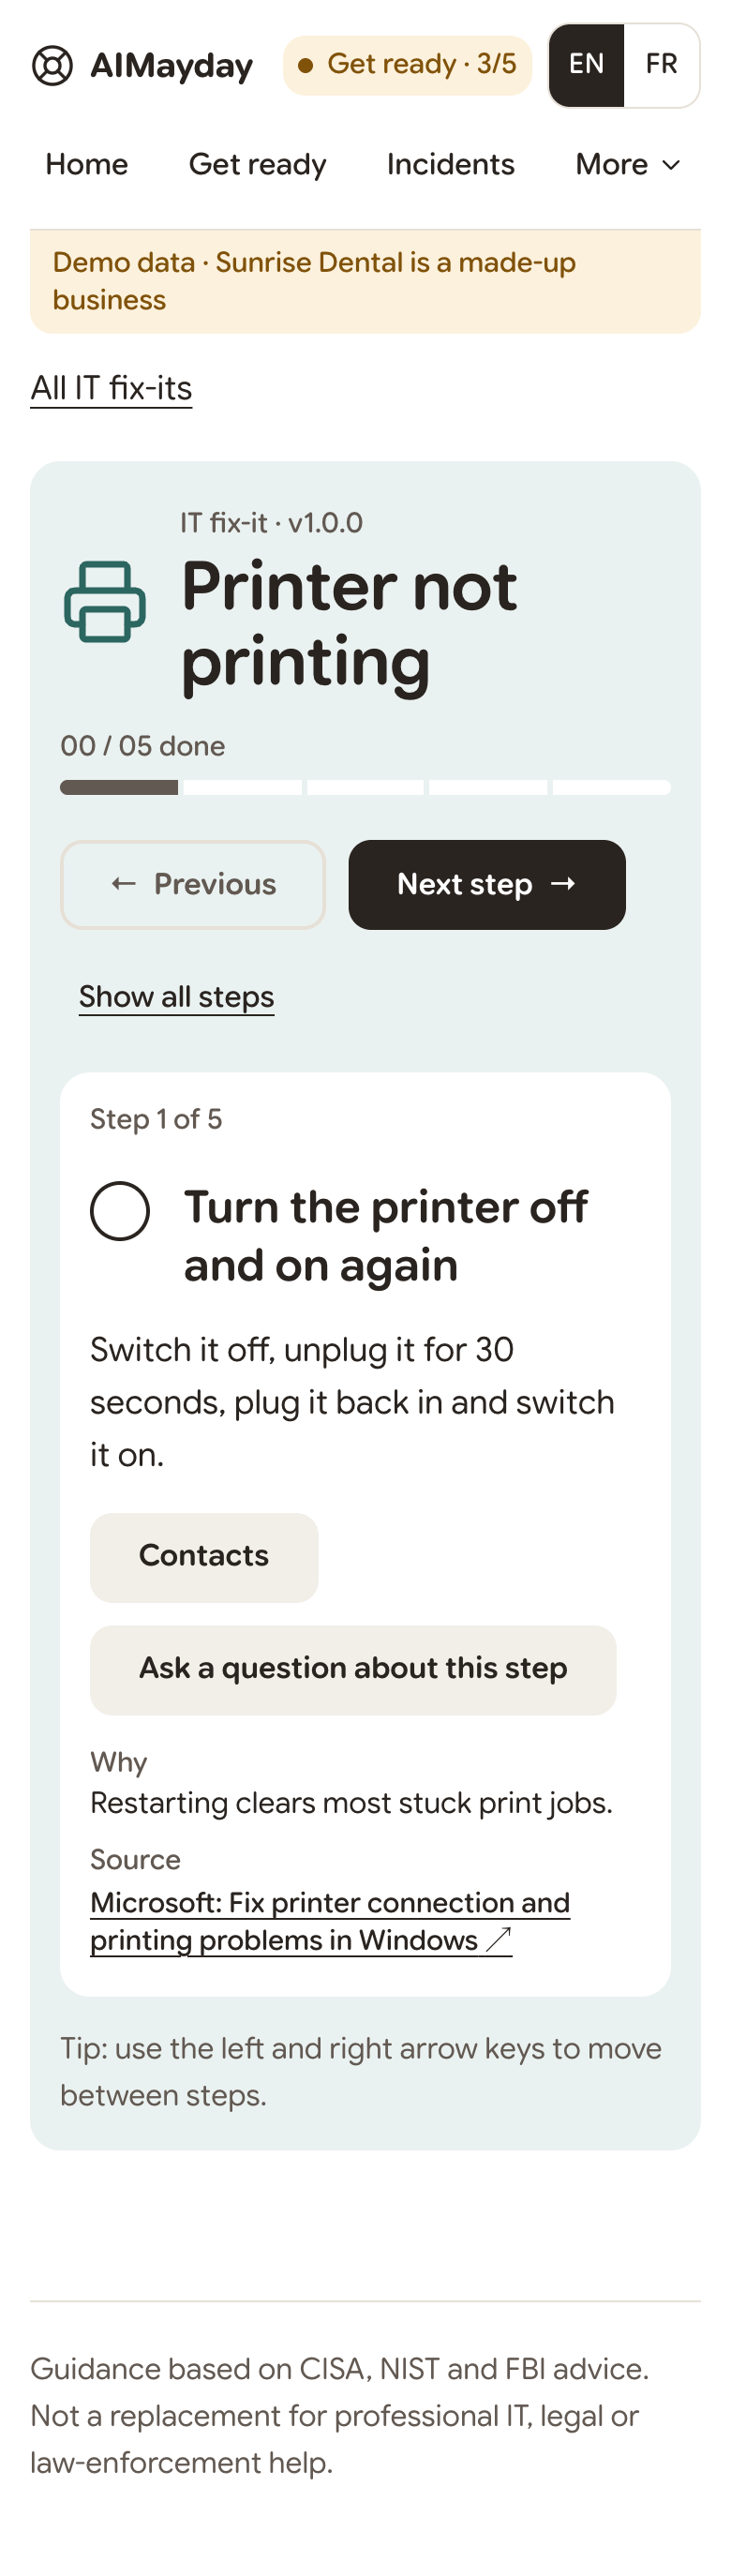 AIMayday
Get ready · 3/5
EN
FR
Home
Get ready
Incidents
More
Demo data · Sunrise Dental is a made-up
business
All IT fix-its
IT fix-it · v1.0.0
Printer not
printing
00 / 05 done
← Previous
Next step →
Show all steps
Step 1 of 5
Turn the printer off
and on again
Switch it off, unplug it for 30
seconds, plug it back in and switch
it on.
Contacts
Ask a question about this step
Why
Restarting clears most stuck print jobs.
Source
Microsoft: Fix printer connection and
printing problems in Windows ↗
Tip: use the left and right arrow keys to move
between steps.
Guidance based on CISA, NIST and FBI advice.
Not a replacement for professional IT, legal or
law-enforcement help.